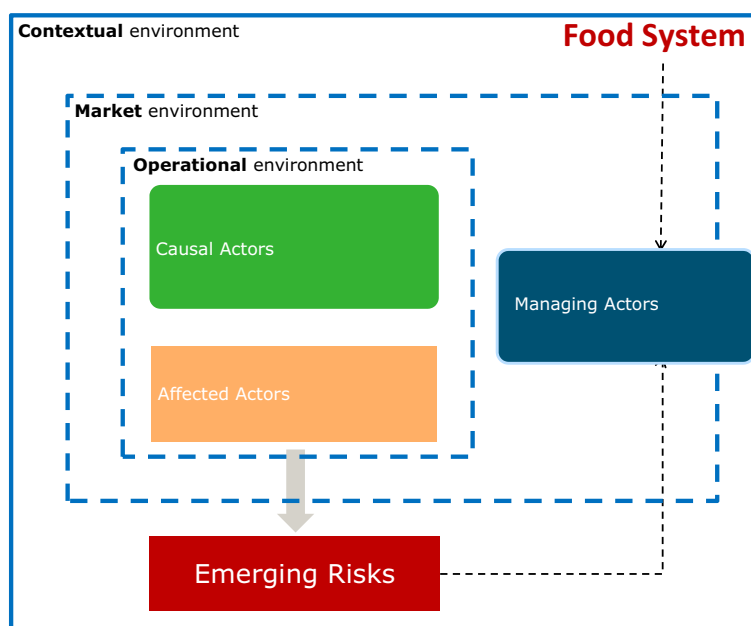 Contextual environment
Food System
Market environment
Operational environment
Causal Actors
Managing Actors
Affected Actors
Emerging Risks